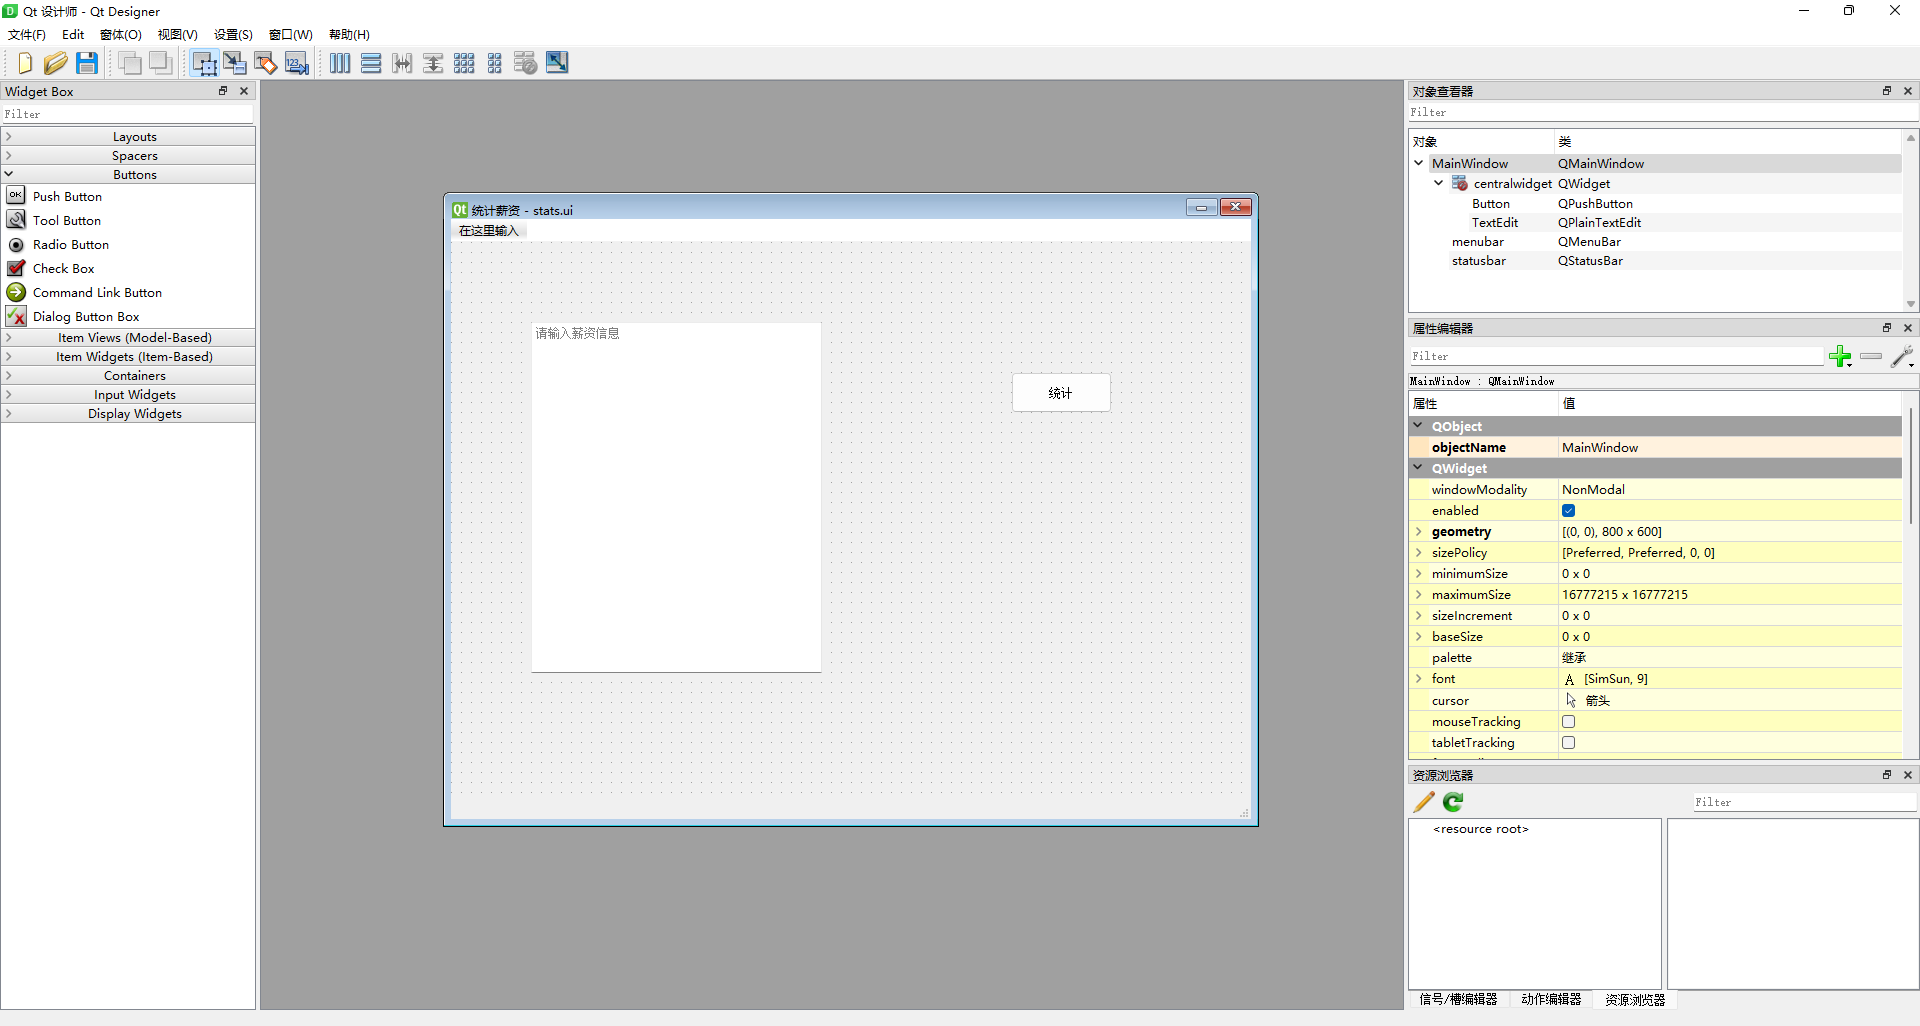 Qt 设计师 - Qt Designer
文件(F) Edit 窗体(O) 视图(V) 设置(S) 窗口(W) 帮助(H)
Widget Box
Filter
Layouts
Spacers
Buttons
Push Button
Tool Button
Radio Button
Check Box
Command Link Button
Dialog Button Box
Item Views (Model-Based)
Item Widgets (Item-Based)
Containers
Input Widgets
Display Widgets
统计薪资 - stats.ui
在这里输入
请输入薪资信息
统计
对象查看器
Filter
对象 类
MainWindow QMainWindow
centralwidget QWidget
Button QPushButton
TextEdit QPlainTextEdit
menubar QMenuBar
statusbar QStatusBar
属性编辑器
Filter
MainWindow : QMainWindow
属性 值
QObject
objectName MainWindow
QWidget
windowModality NonModal
enabled
geometry [(0, 0), 800 x 600]
sizePolicy [Preferred, Preferred, 0, 0]
minimumSize 0 x 0
maximumSize 16777215 x 16777215
sizeIncrement 0 x 0
baseSize 0 x 0
palette 继承
font A [SimSun, 9]
cursor 箭头
mouseTracking
tabletTracking
资源浏览器
Filter
<resource root>
信号/槽编辑器 动作编辑器 资源浏览器